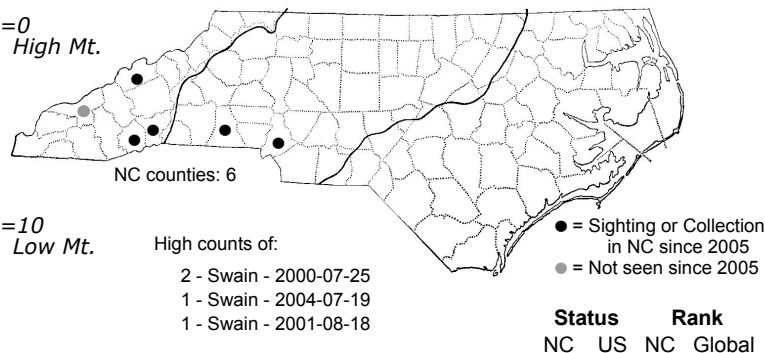 =0
High Mt.
NC counties: 6
=10
Low Mt.
High counts of:
2 - Swain - 2000-07-25
1 - Swain - 2004-07-19
1 - Swain - 2001-08-18
= Sighting or Collection
in NC since 2005
= Not seen since 2005
Status Rank
NC US NC Global